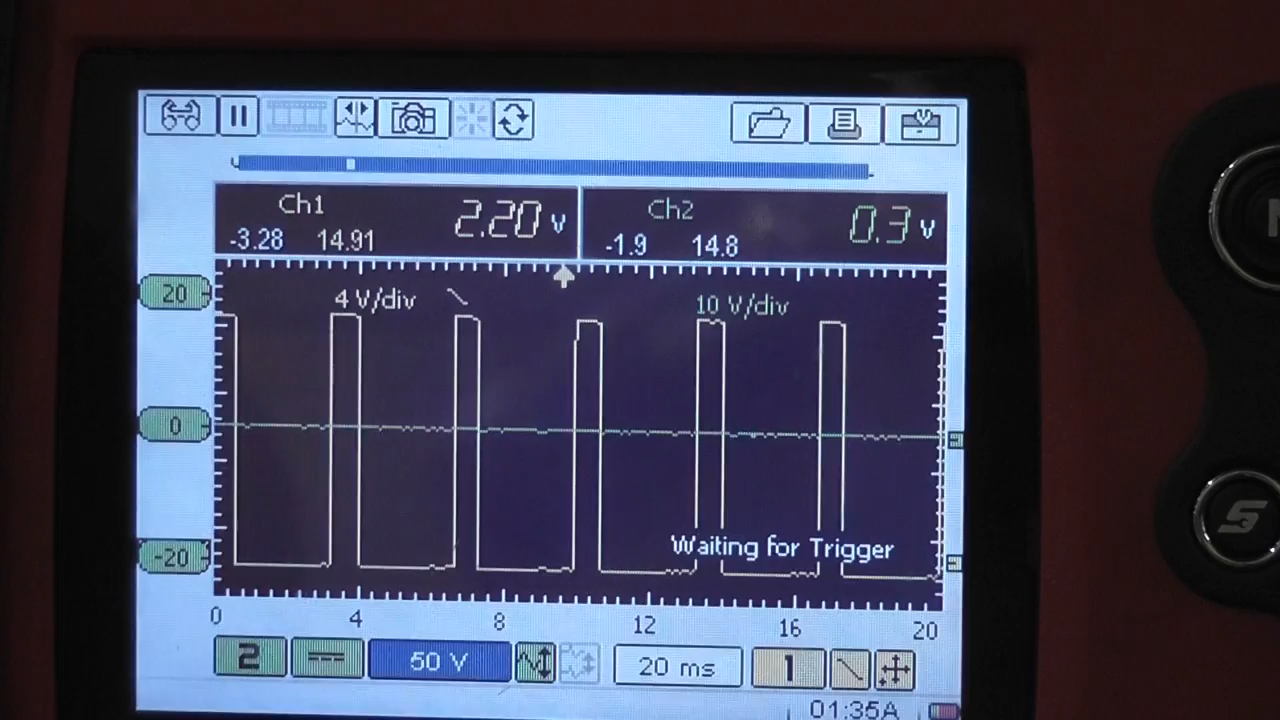 Ch1 2.20 V
-3.28 14.91
Ch2 0.3 V
-1.9 14.8
20
4 V/div
10 V/div
0
-20
Waiting for Trigger
0 4 8 12 16 20
2 50 V 20 ms 1
01:35A